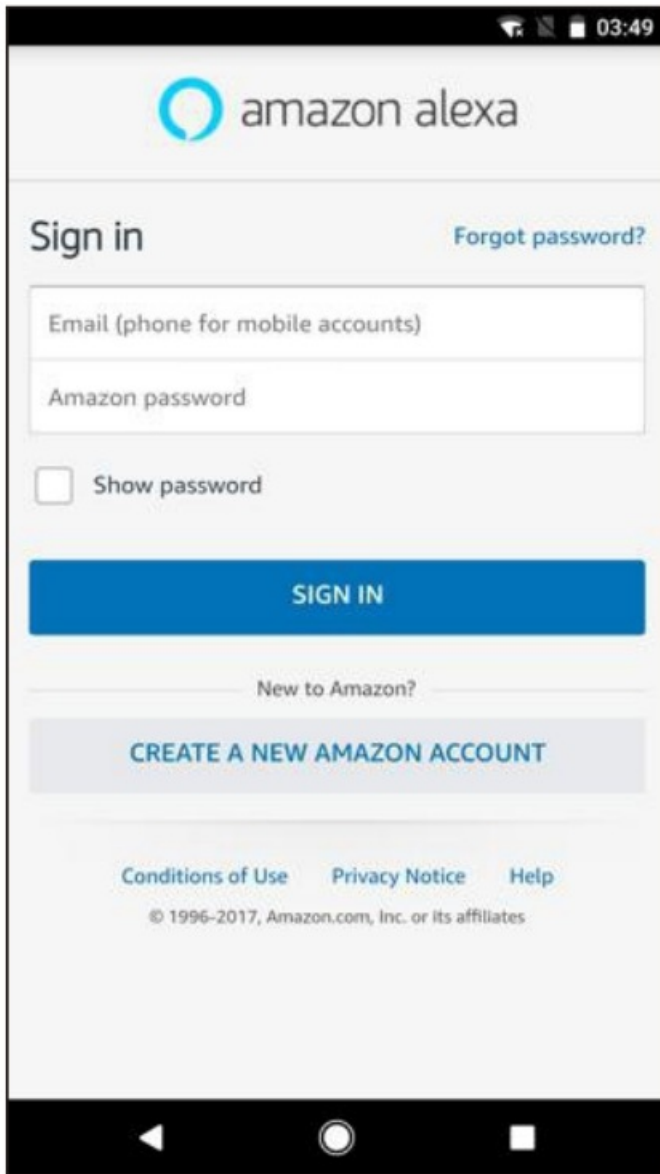 03:49
amazon alexa
Sign in
Forgot password?
Email (phone for mobile accounts)
Amazon password
Show password
SIGN IN
New to Amazon?
CREATE A NEW AMAZON ACCOUNT
Conditions of Use Privacy Notice Help
© 1996-2017, Amazon.com, Inc. or its affiliates